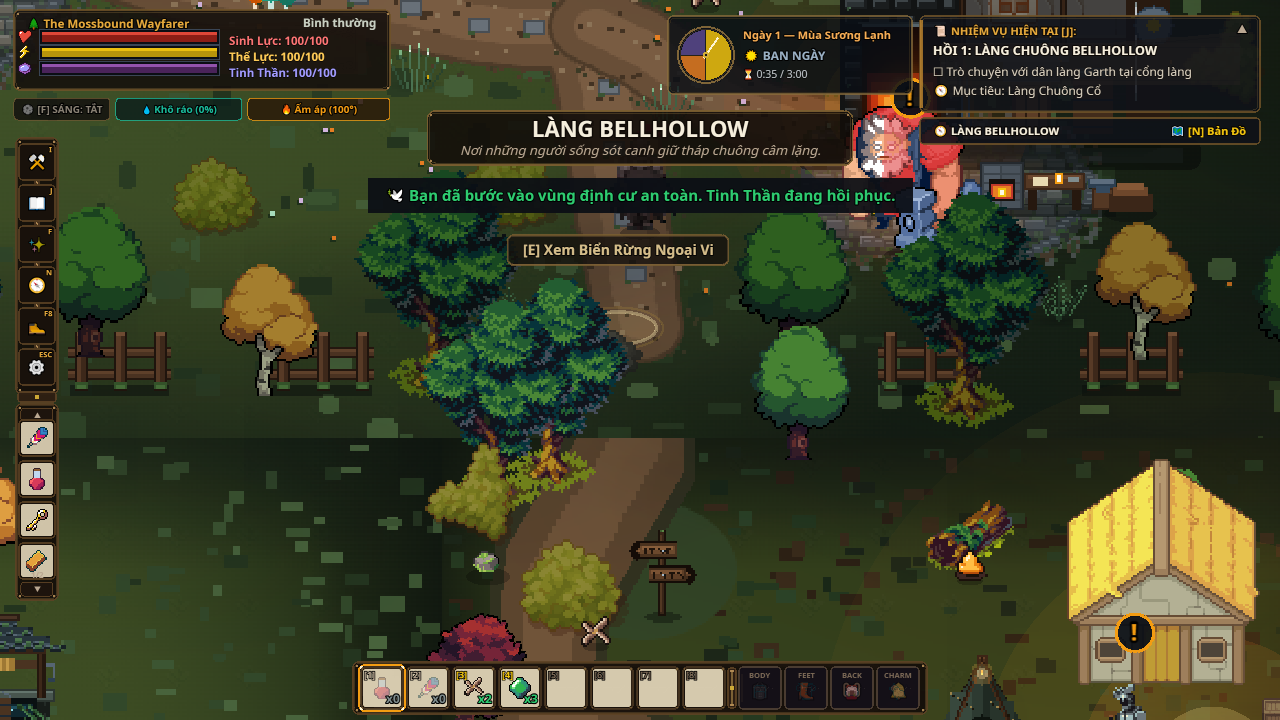 The Mossbound Wayfarer
Bình thường
Sinh Lực: 100/100
Thể Lực: 100/100
Tinh Thần: 100/100
[F] SÁNG: TẮT
Khô ráo (0%)
Ấm áp (100°)
Ngày 1 — Mùa Sương Lạnh
BAN NGÀY
0:35 / 3:00
NHIỆM VỤ HIỆN TẠI [J]:
HỒI 1: LÀNG CHUÔNG BELLHOLLOW
Trò chuyện với dân làng Garth tại cổng làng
Mục tiêu: Làng Chuông Cổ
LÀNG BELLHOLLOW
[N] Bản Đồ
LÀNG BELLHOLLOW
Nơi những người sống sót canh giữ tháp chuông câm lặng.
Bạn đã bước vào vùng định cư an toàn. Tinh Thần đang hồi phục.
[E] Xem Biển Rừng Ngoại Vi
I
J
F
N
F8
ESC
!
!
[1]
x0
[2]
x0
[3]
x2
[4]
x3
[5]
[6]
[7]
[8]
BODY
FEET
BACK
CHARM